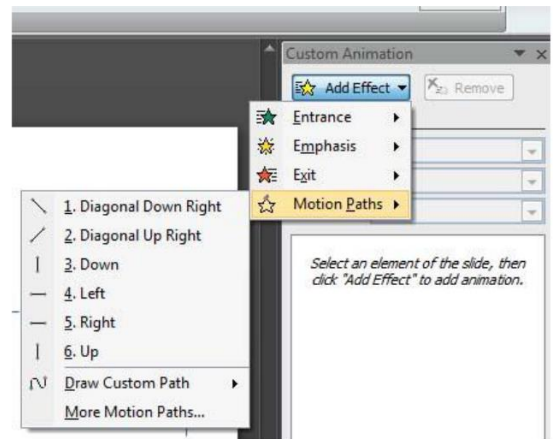 Custom Animation
Add Effect
Remove
Entrance
Emphasis
Exit
Motion Paths
1. Diagonal Down Right
2. Diagonal Up Right
3. Down
4. Left
5. Right
6. Up
Draw Custom Path
More Motion Paths...
Select an element of the slide, then
click "Add Effect" to add animation.